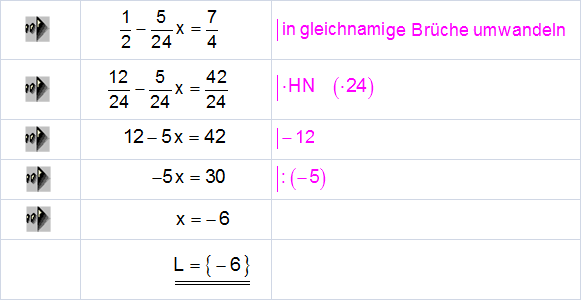 1/2 − 5/24 x = 7/4 | in gleichnamige Brüche umwandeln
12/24 − 5/24 x = 42/24 | ·HN (·24)
12 − 5x = 42 | − 12
−5x = 30 | : (−5)
x = −6
L = {−6}